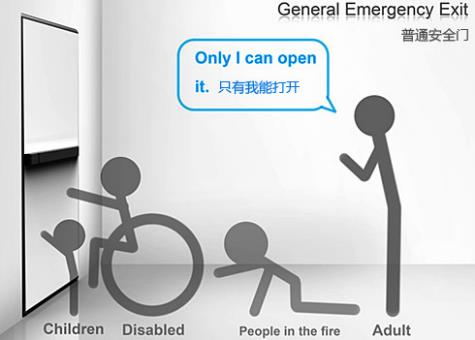 General Emergency Exit
普通安全门
Only I can open
it. 只有我能打开
Children Disabled People in the fire Adult